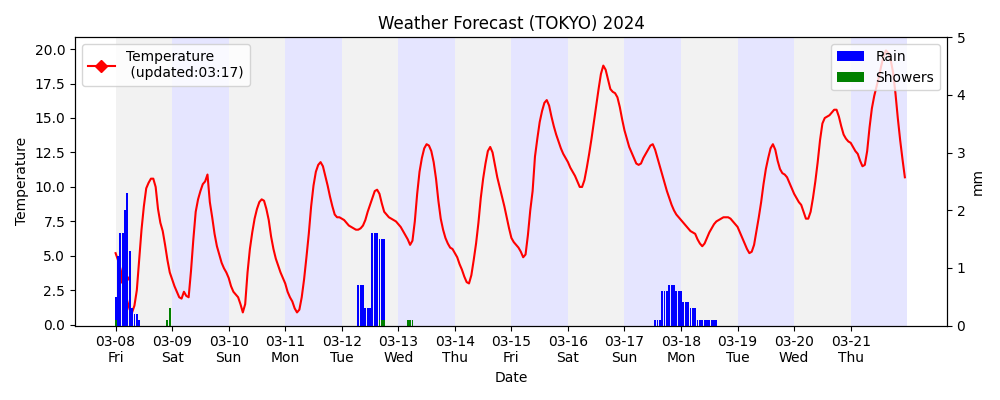 Weather Forecast (TOKYO) 2024
Temperature
(updated:03:17)
Rain
Showers
20.0
17.5
15.0
12.5
10.0
7.5
5.0
2.5
0.0
Temperature
5
4
3
2
1
0
mm
03-08 03-09 03-10 03-11 03-12 03-13 03-14 03-15 03-16 03-17 03-18 03-19 03-20 03-21
Fri Sat Sun Mon Tue Wed Thu Fri Sat Sun Mon Tue Wed Thu
Date